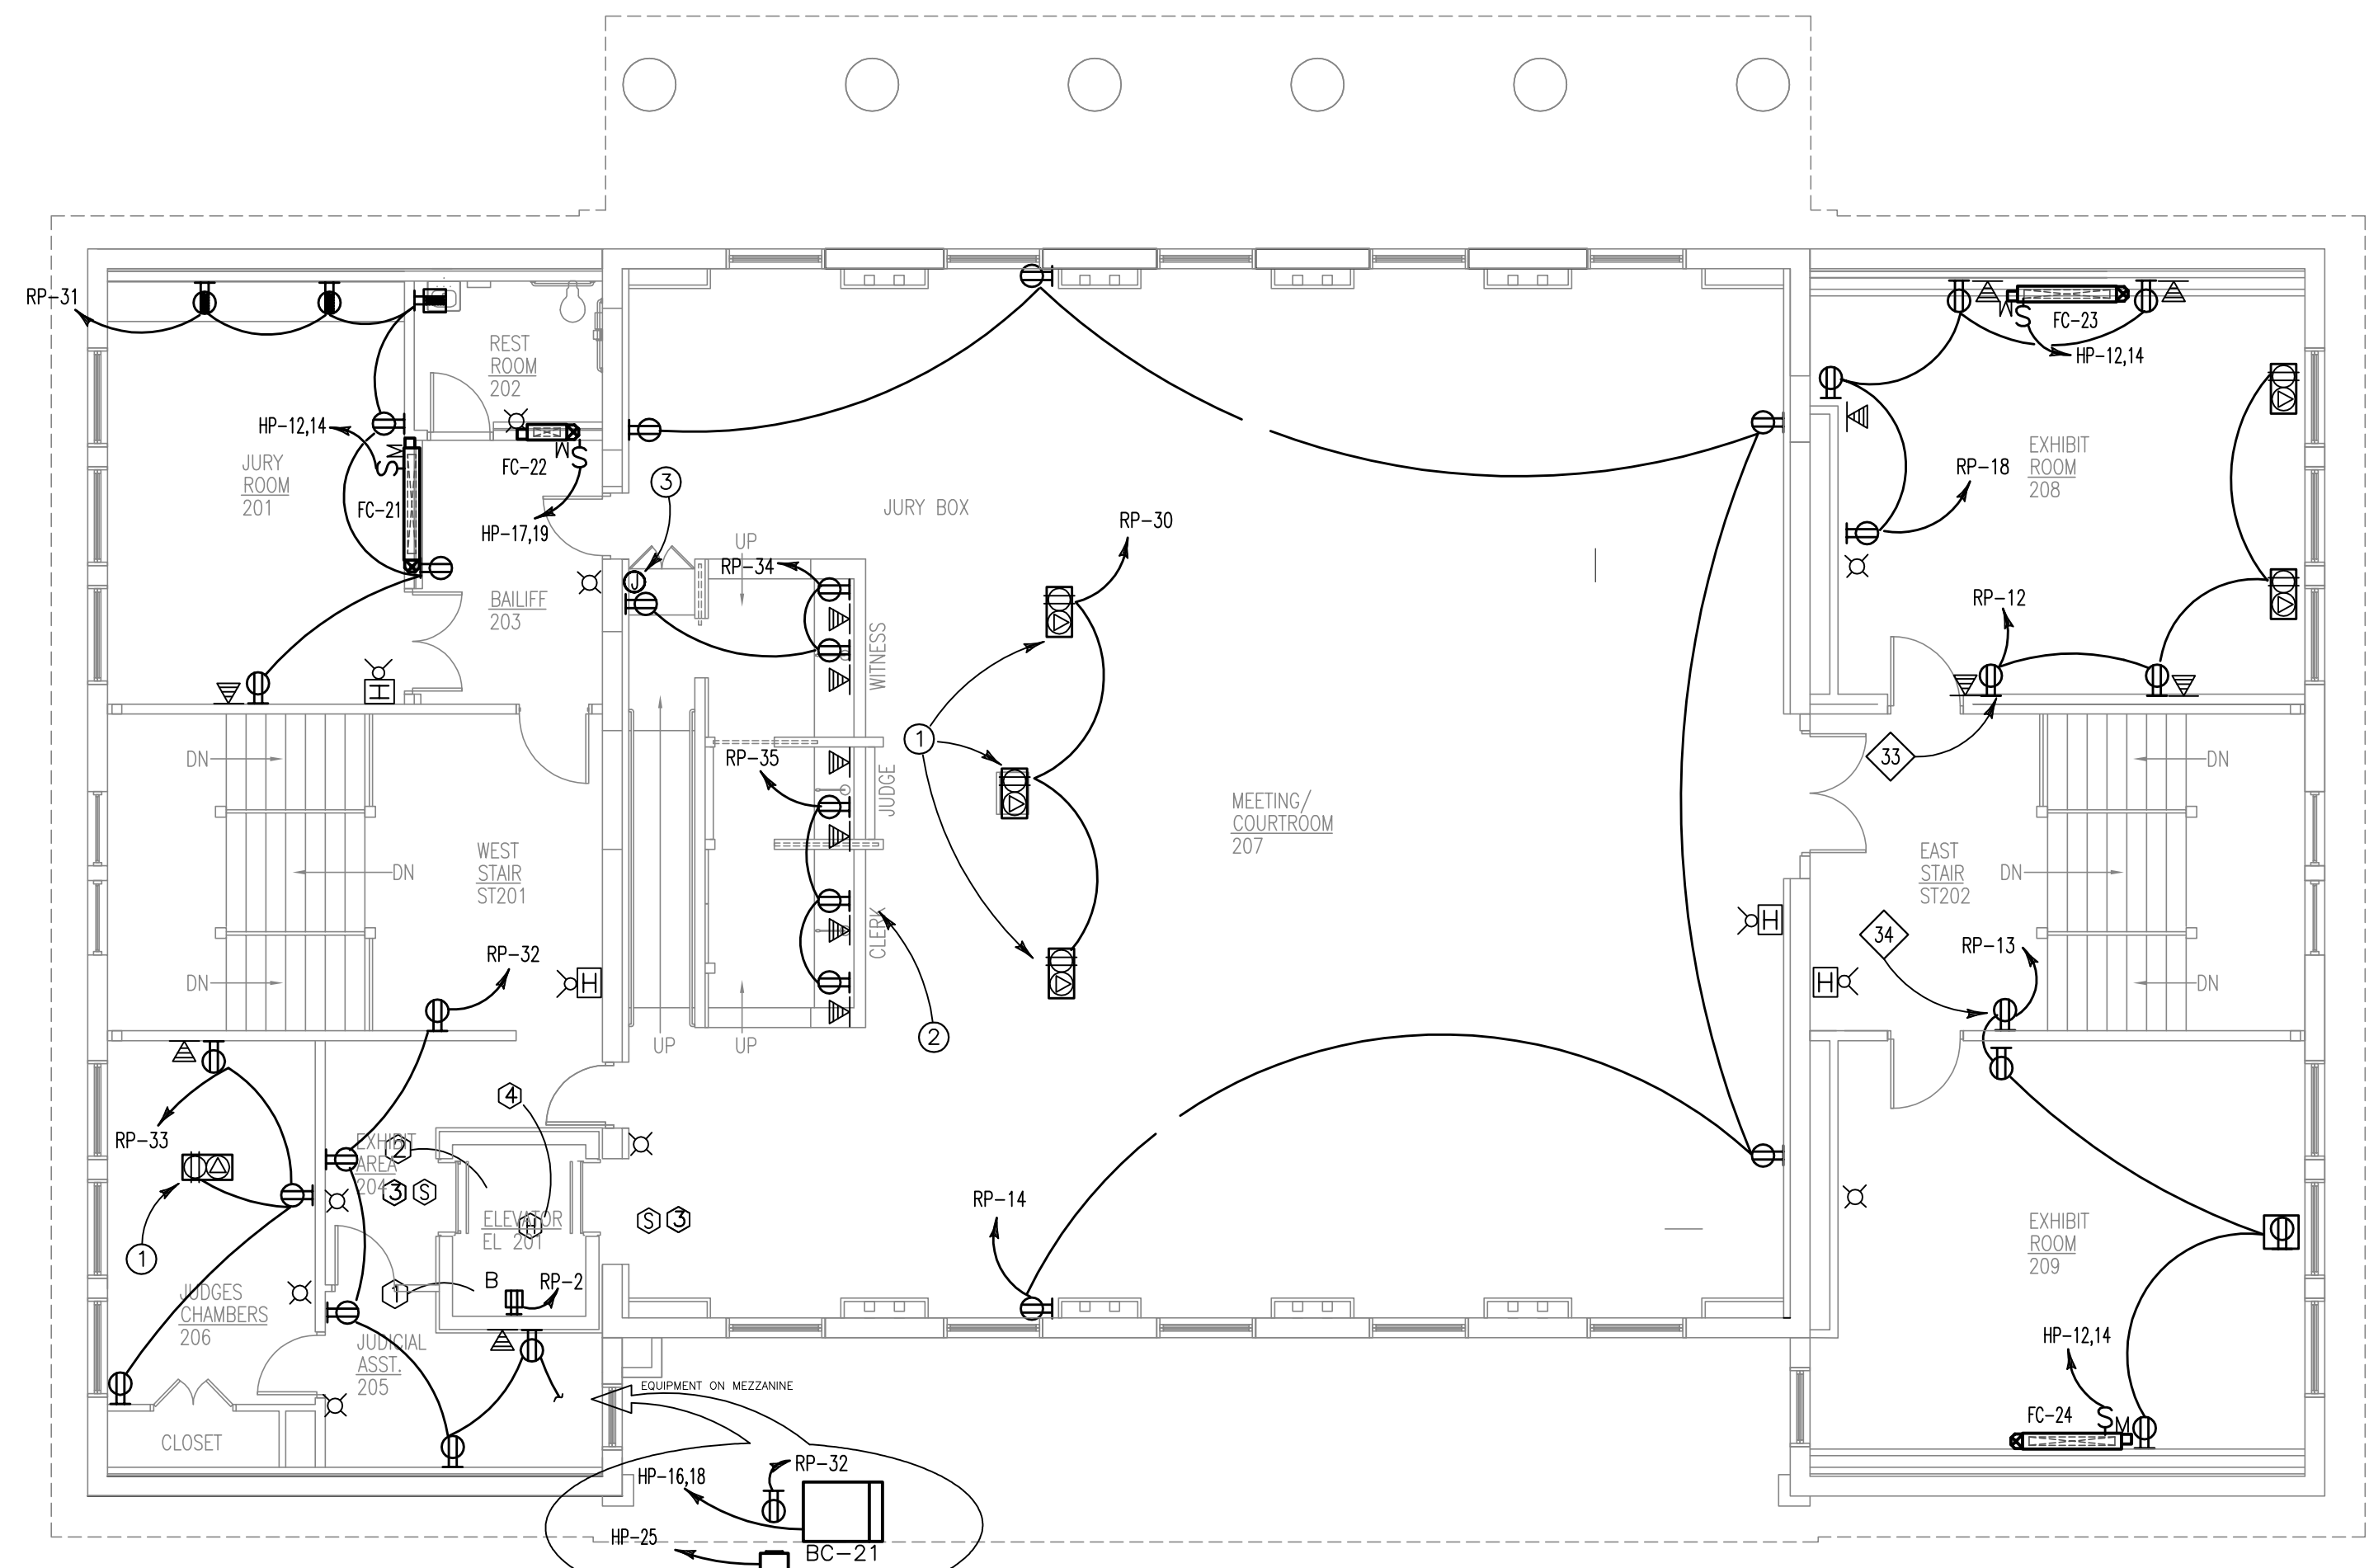 RP-31
REST
ROOM
202
FC-23
HP-12,14
HP-12,14
M
S
W
S
W
S
JURY
ROOM
201
FC-21
FC-22
HP-17,19
3
JURY BOX
RP-30
EXHIBIT
ROOM
208
RP-18
UP
RP-34
J
BAILIFF
203
WITNESS
RP-12
H
DN
1
RP-35
JUDGE
33
DN
MEETING/
COURTROOM
207
WEST
STAIR
ST201
DN
EAST
STAIR
ST202
DN
CLERK
H
34
RP-13
RP-32
DN
H
H
DN
UP
UP
2
4
RP-33
EXHIBIT
AREA
204
2
3
S
ELEVATOR
EL 201
H
S
3
RP-14
1
EXHIBIT
ROOM
209
JUDGES
CHAMBERS
206
1
B
RP-2
JUDICIAL
ASST.
205
HP-12,14
EQUIPMENT ON MEZZANINE
FC-24
S
M
CLOSET
HP-16,18
RP-32
HP-25
BC-21